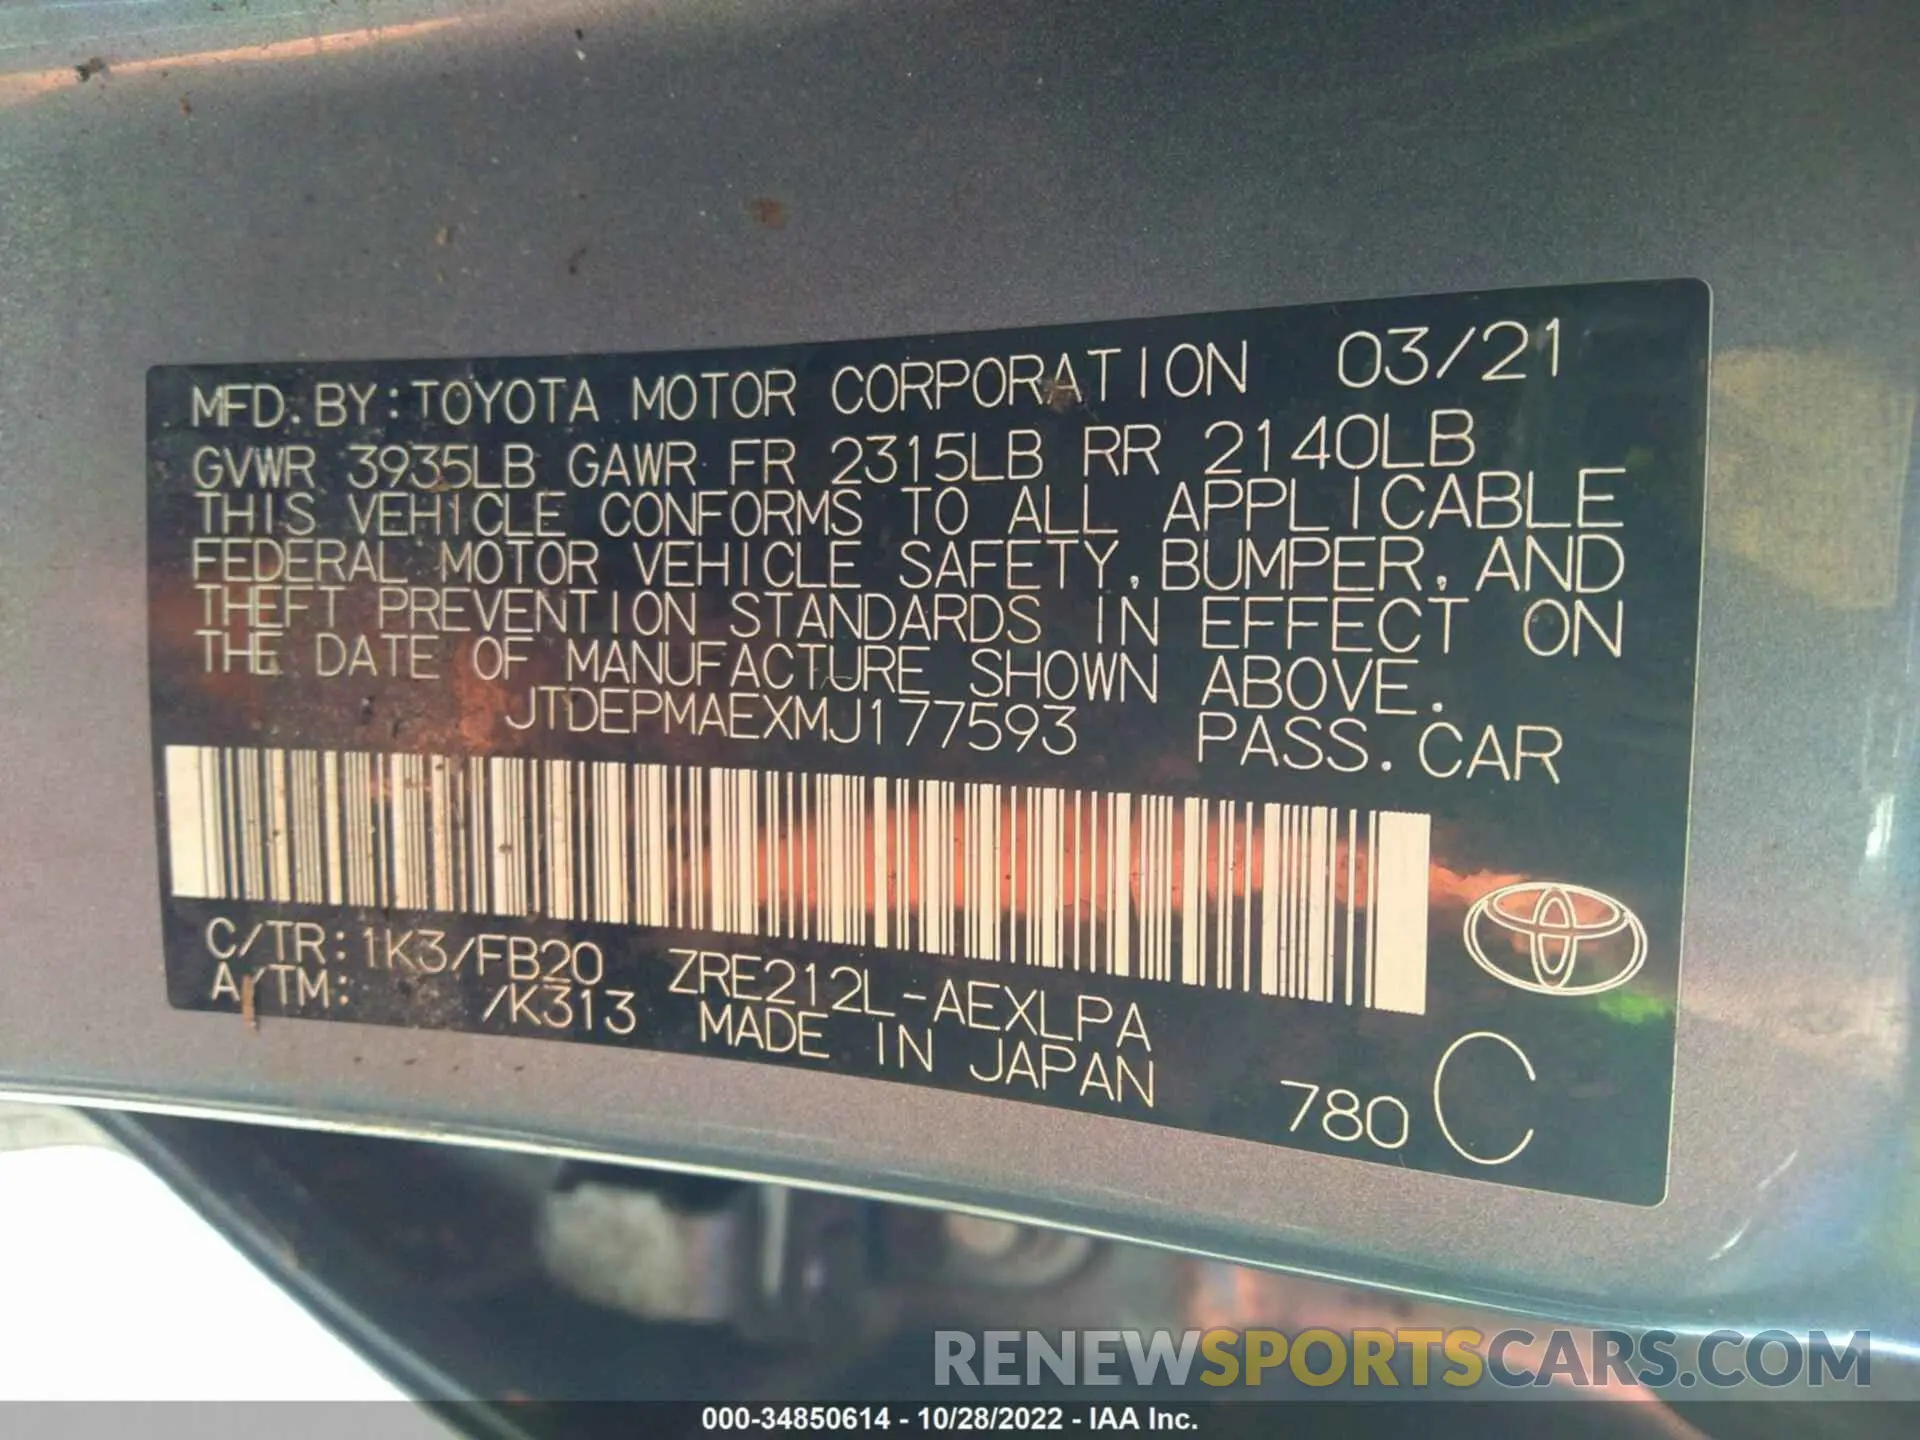 MFD. BY: TOYOTA MOTOR CORPORATION 03/21
GVWR 3935LB GAWR FR 2315LB RR 2140LB
THIS VEHICLE CONFORMS TO ALL APPLICABLE
FEDERAL MOTOR VEHICLE SAFETY, BUMPER, AND
THEFT PREVENTION STANDARDS IN EFFECT ON
THE DATE OF MANUFACTURE SHOWN ABOVE.
JTDEPMAEXMJ177593 PASS. CAR
C/TR: 1K3/FB20 ZRE212L-AEXLPA
A/TM: /K313 MADE IN JAPAN
780 C
RENEWSPORTSCARS.COM
000-34850614 - 10/28/2022 - IAA Inc.